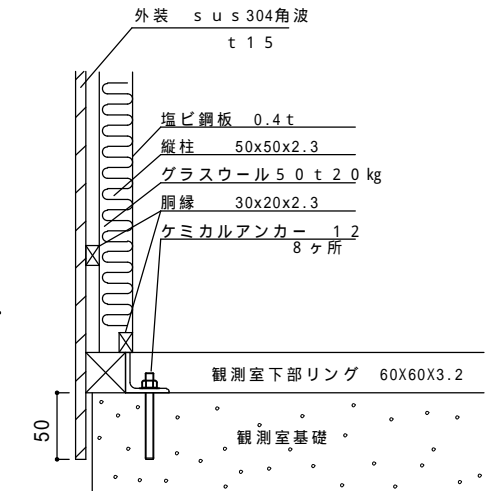 外装 ｓｕｓ304角波
ｔ１５
塩ビ鋼板 0.4ｔ
縦柱 50x50x2.3
グラスウール５０ｔ20㎏
胴縁 30x20x2.3
ケミカルアンカー 12
8ヶ所
観測室下部リング 60X60X3.2
観測室基礎
50